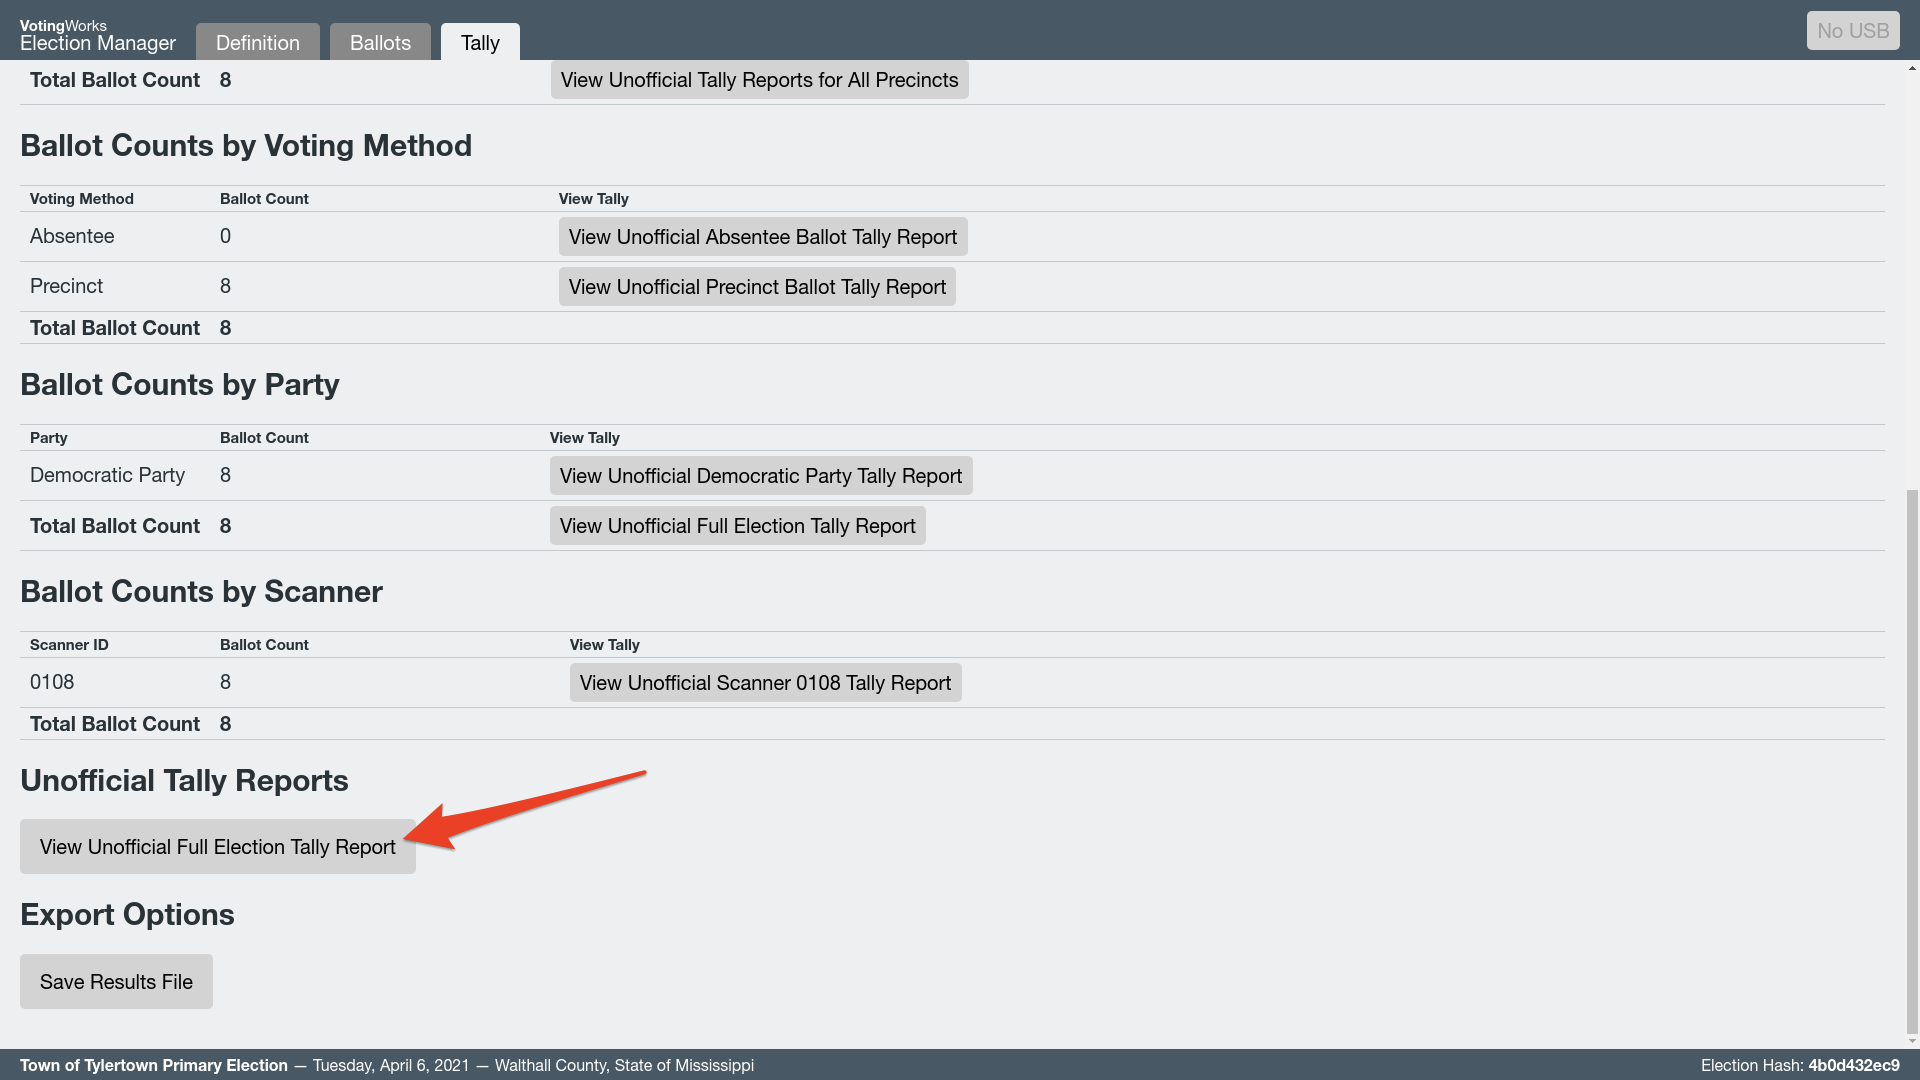 VotingWorks
Election Manager
Definition
Ballots
Tally
No USB
Total Ballot Count 8 View Unofficial Tally Reports for All Precincts
Ballot Counts by Voting Method
Voting Method Ballot Count View Tally
Absentee 0 View Unofficial Absentee Ballot Tally Report
Precinct 8 View Unofficial Precinct Ballot Tally Report
Total Ballot Count 8
Ballot Counts by Party
Party Ballot Count View Tally
Democratic Party 8 View Unofficial Democratic Party Tally Report
Total Ballot Count 8 View Unofficial Full Election Tally Report
Ballot Counts by Scanner
Scanner ID Ballot Count View Tally
0108 8 View Unofficial Scanner 0108 Tally Report
Total Ballot Count 8
Unofficial Tally Reports
View Unofficial Full Election Tally Report
Export Options
Save Results File
Town of Tylertown Primary Election — Tuesday, April 6, 2021 — Walthall County, State of Mississippi
Election Hash: 4b0d432ec9